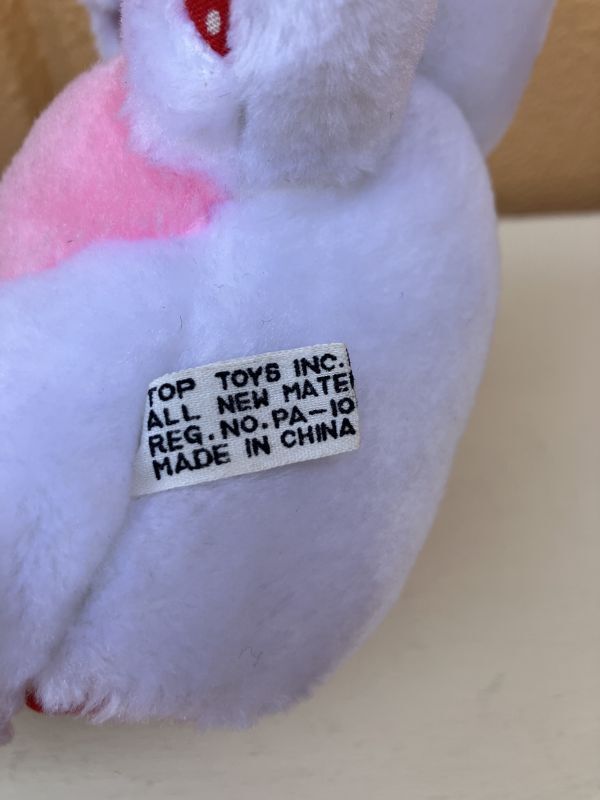 TOP TOYS INC.
ALL NEW MATE
REG. NO. PA-10
MADE IN CHINA